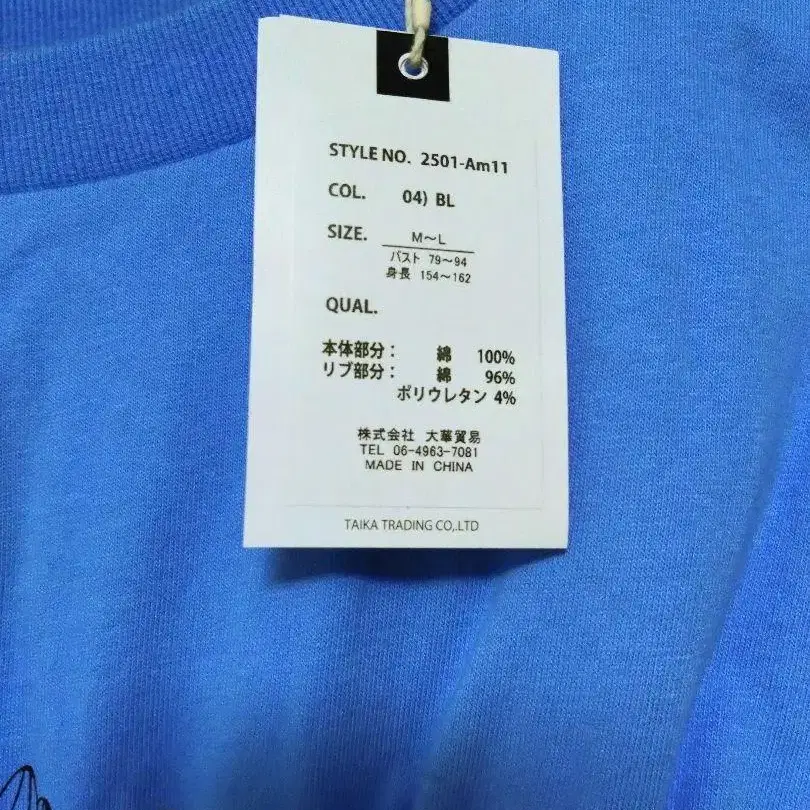 STYLE NO. 2501-Am11
COL. 04) BL
SIZE. M～L
バスト 79～94
身長 154～162
QUAL.
本体部分： 綿 100%
リブ部分： 綿 96%
ポリウレタン 4%
株式会社 大華貿易
TEL 06-4963-7081
MADE IN CHINA
TAIKA TRADING CO,.LTD